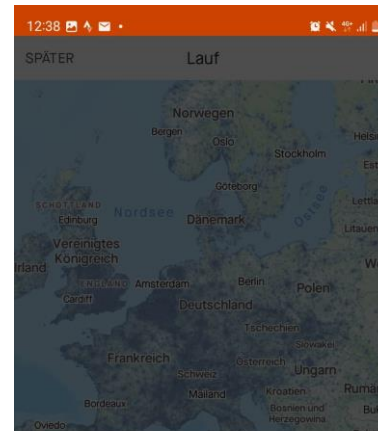 12:38
SPÄTER Lauf
Norwegen
Bergen
Oslo
Stockholm
Helsi
Est
Göteborg
SCHOTTLAND
Edinburg
Nordsee
Dänemark
Ostsee
Lettla
Litauen
Vereinigtes
Königreich
Irland
ENGLAND
Amsterdam
Berlin
Polen
W
Cardiff
Deutschland
Tschechien
Slowakei
Frankreich
Österreich
Ungarn
Schweiz
Mailand
Kroatien
Rumä
Bordeaux
Bosnien und
Herzegowina
Bul
Oviedo